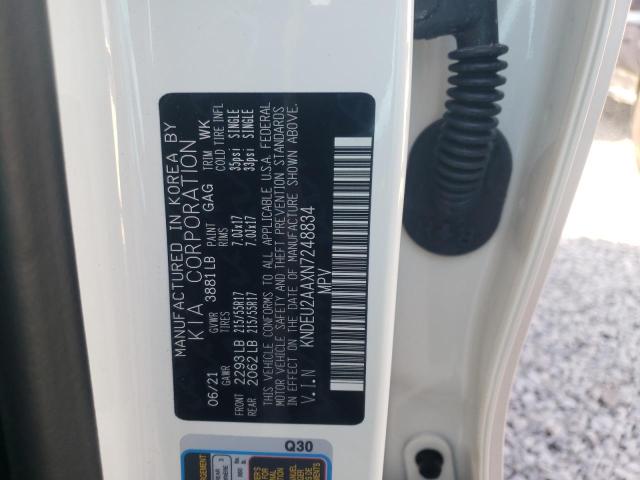 MANUFACTURED IN KOREA BY
KIA CORPORATION
06/21 GVWR 3881LB PAINT GAG TRIM WK
GAWR TIRES RIMS COLD TIRE INFL
FRONT 2293LB 215/55R17 7.0JX17 35psi SINGLE
REAR 2062LB 215/55R17 7.0JX17 33psi SINGLE
THIS VEHICLE CONFORMS TO ALL APPLICABLE U.S.A. FEDERAL
MOTOR VEHICLE SAFETY AND THEFT PREVENTION STANDARDS
IN EFFECT ON THE DATE OF MANUFACTURE SHOWN ABOVE.
V.I.N KNDEU2AAXN7248834
MPV
Q30